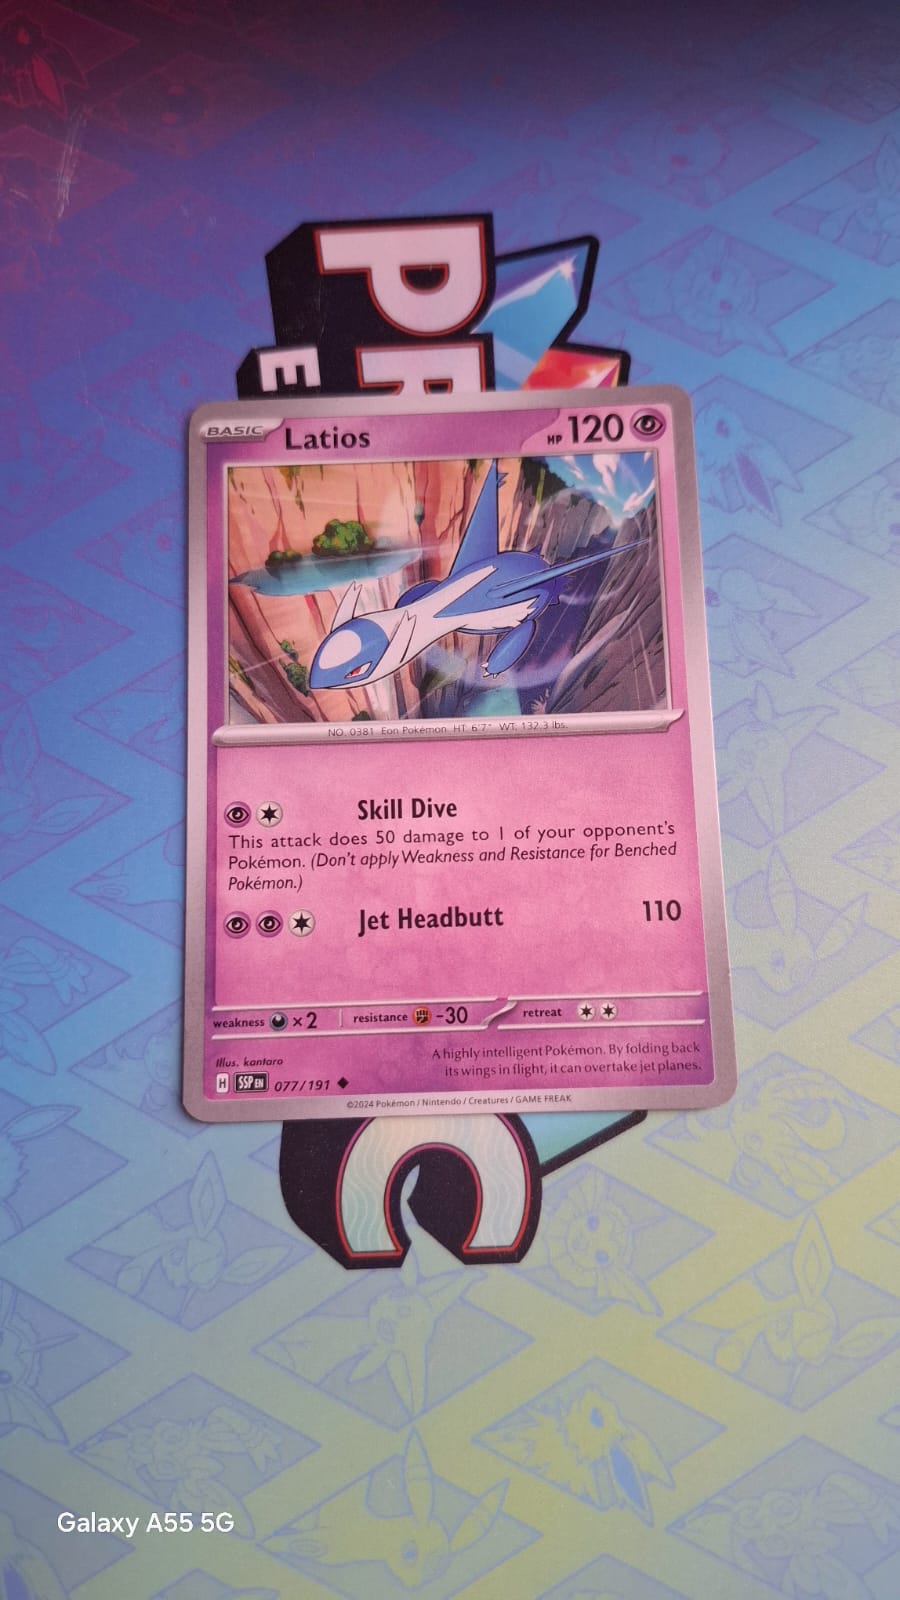 P
E
PR
BASIC
Latios
HP 120
NO. 0381 Eon Pokémon HT: 6'7" WT: 132.3 lbs.
Skill Dive
This attack does 50 damage to 1 of your opponent's
Pokémon. (Don't apply Weakness and Resistance for Benched
Pokémon.)
Jet Headbutt 110
weakness ×2 resistance -30 retreat
Illus. kantaro
A highly intelligent Pokémon. By folding back
its wings in flight, it can overtake jet planes.
H SSP EN 077/191
©2024 Pokémon / Nintendo / Creatures / GAME FREAK
C
Galaxy A55 5G